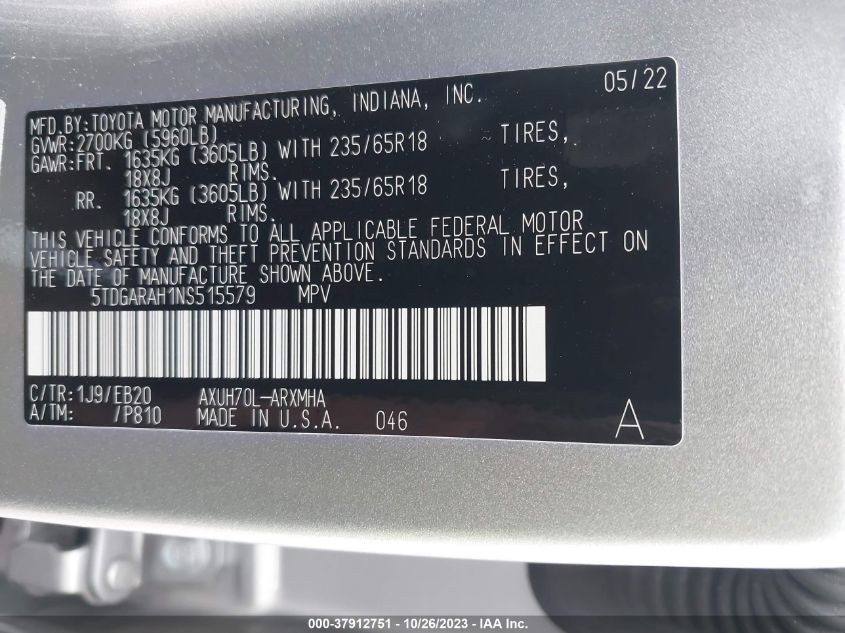 05/22
MFD.BY:TOYOTA MOTOR MANUFACTURING, INDIANA, INC.
GVWR:2700KG (5960LB)
GAWR:FRT. 1635KG (3605LB) WITH 235/65R18 TIRES,
18X8J RIMS.
RR. 1635KG (3605LB) WITH 235/65R18 TIRES,
18X8J RIMS.
THIS VEHICLE CONFORMS TO ALL APPLICABLE FEDERAL MOTOR
VEHICLE SAFETY AND THEFT PREVENTION STANDARDS IN EFFECT ON
THE DATE OF MANUFACTURE SHOWN ABOVE.
5TDGARAH1NS515579 MPV
C/TR:1J9/EB20 AXUH70L-ARXMHA
A/TM: /P810 MADE IN U.S.A. 046 A
000-37912751 - 10/26/2023 - IAA Inc.